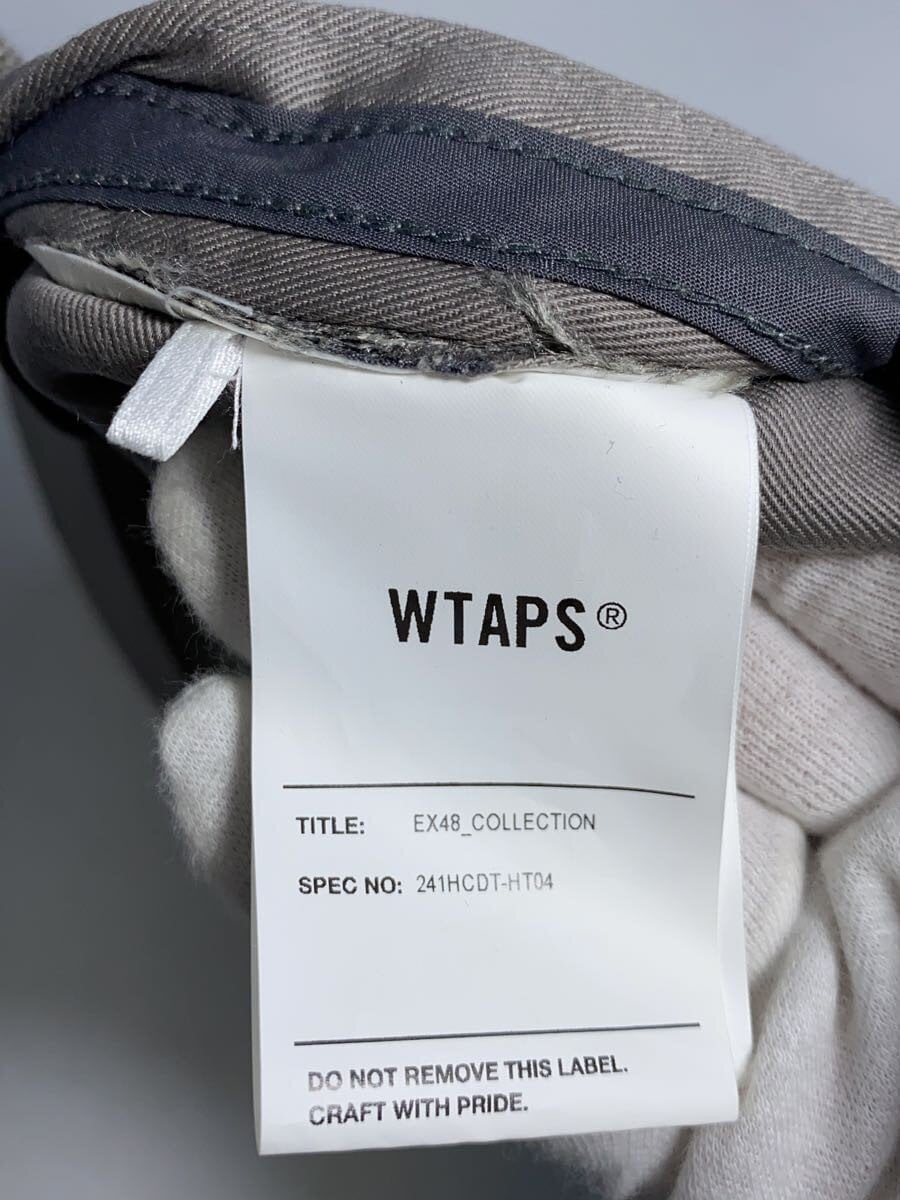 WTAPS®
TITLE: EX48_COLLECTION
SPEC NO: 241HCDT-HT04
DO NOT REMOVE THIS LABEL.
CRAFT WITH PRIDE.